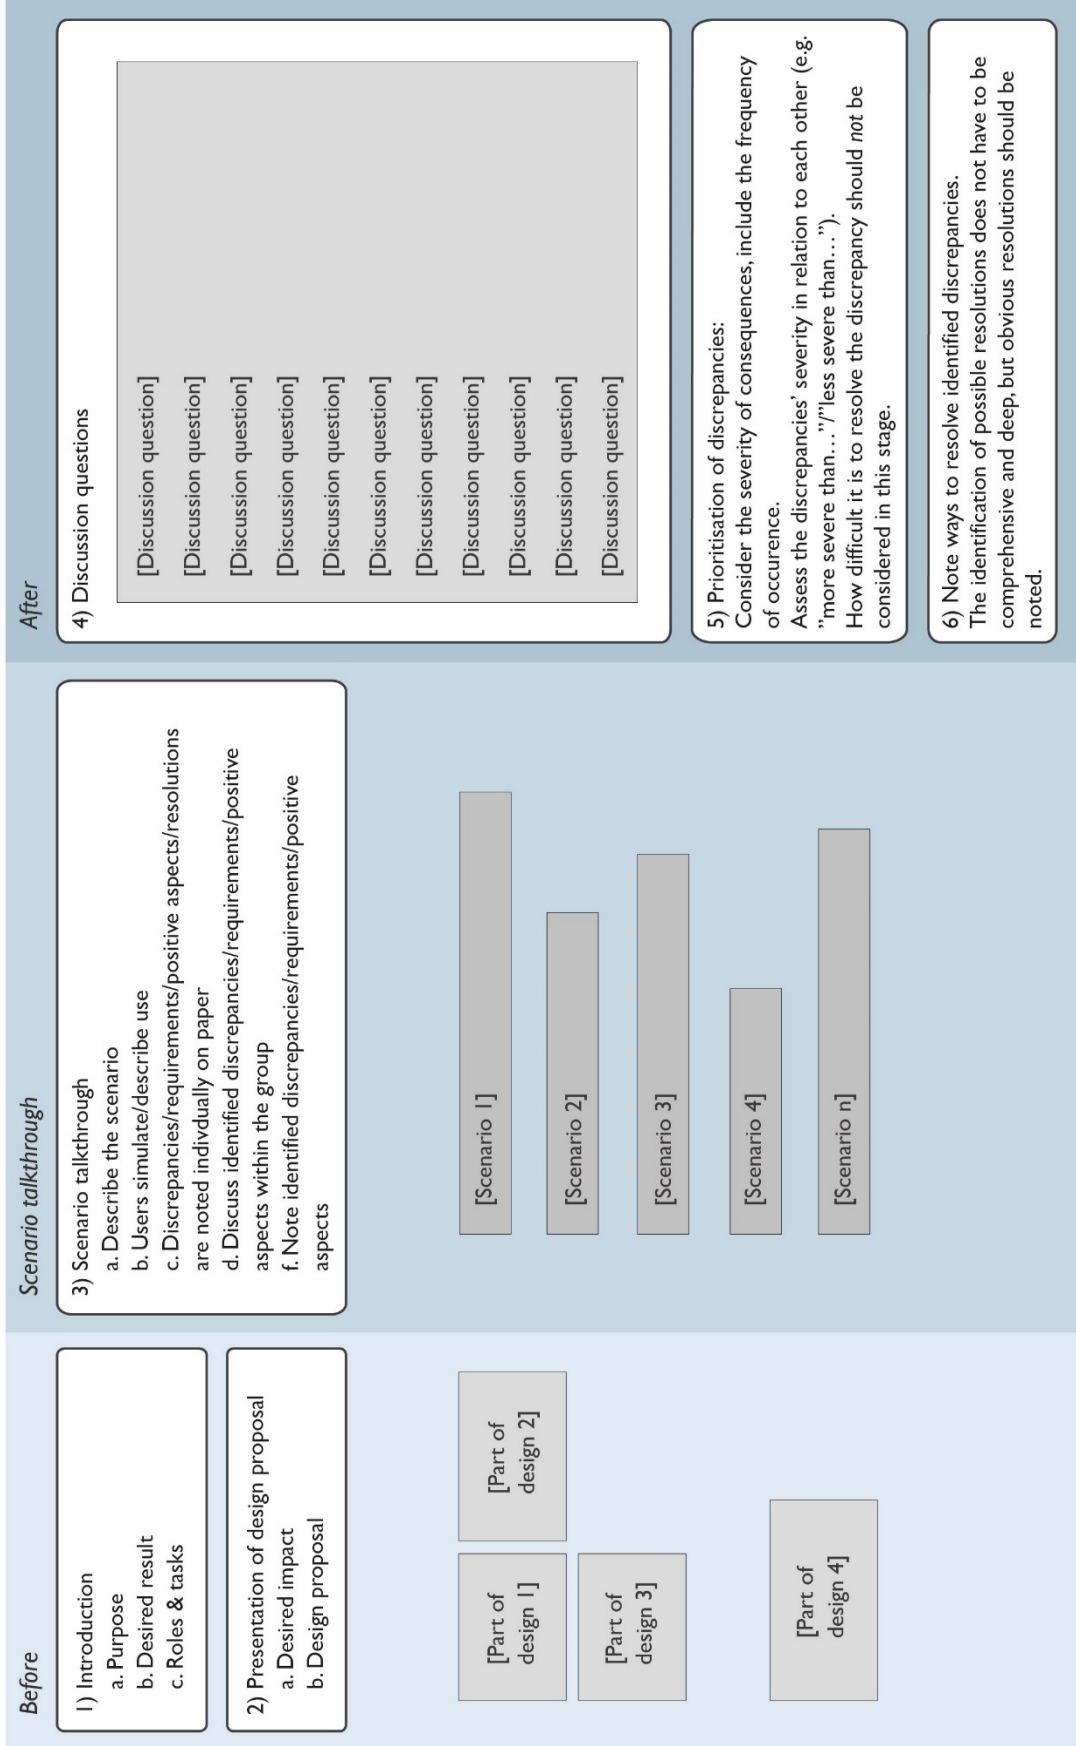 Before
1) Introduction
a. Purpose
b. Desired result
c. Roles & tasks
2) Presentation of design proposal
a. Desired impact
b. Design proposal
[Part of
design 1]
[Part of
design 2]
[Part of
design 3]
[Part of
design 4]
Scenario talkthrough
3) Scenario talkthrough
a. Describe the scenario
b. Users simulate/describe use
c. Discrepancies/requirements/positive aspects/resolutions
are noted indivdually on paper
d. Discuss identified discrepancies/requirements/positive
aspects within the group
f. Note identified discrepancies/requirements/positive
aspects
[Scenario 1]
[Scenario 2]
[Scenario 3]
[Scenario 4]
[Scenario n]
After
4) Discussion questions
[Discussion question]
[Discussion question]
[Discussion question]
[Discussion question]
[Discussion question]
[Discussion question]
[Discussion question]
[Discussion question]
[Discussion question]
[Discussion question]
[Discussion question]
5) Prioritisation of discrepancies:
Consider the severity of consequences, include the frequency
of occurence.
Assess the discrepancies’ severity in relation to each other (e.g.
”more severe than…”/”less severe than…”).
How difficult it is to resolve the discrepancy should not be
considered in this stage.
6) Note ways to resolve identified discrepancies.
The identification of possible resolutions does not have to be
comprehensive and deep, but obvious resolutions should be
noted.